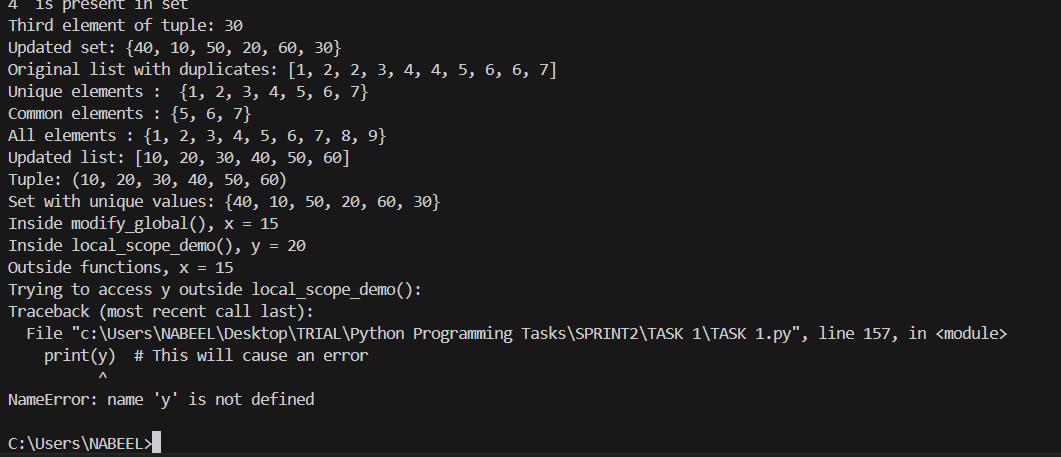 4  is present in set
Third element of tuple: 30
Updated set: {40, 10, 50, 20, 60, 30}
Original list with duplicates: [1, 2, 2, 3, 4, 4, 5, 6, 6, 7]
Unique elements :  {1, 2, 3, 4, 5, 6, 7}
Common elements : {5, 6, 7}
All elements : {1, 2, 3, 4, 5, 6, 7, 8, 9}
Updated list: [10, 20, 30, 40, 50, 60]
Tuple: (10, 20, 30, 40, 50, 60)
Set with unique values: {40, 10, 50, 20, 60, 30}
Inside modify_global(), x = 15
Inside local_scope_demo(), y = 20
Outside functions, x = 15
Trying to access y outside local_scope_demo():
Traceback (most recent call last):
  File "c:\Users\NABEEL\Desktop\TRIAL\Python Programming Tasks\SPRINT2\TASK 1\TASK 1.py", line 157, in <module>
    print(y)  # This will cause an error
          ^
NameError: name 'y' is not defined
C:\Users\NABEEL>